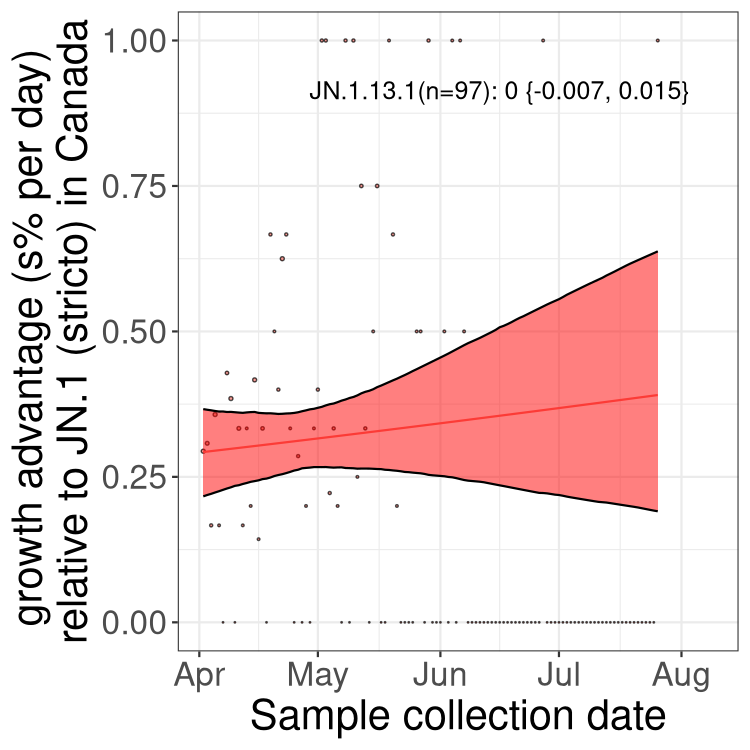 growth advantage (s% per day)
relative to JN.1 (stricto) in Canada
1.00
0.75
0.50
0.25
0.00
JN.1.13.1(n=97): 0 {-0.007, 0.015}
Apr May Jun Jul Aug
Sample collection date